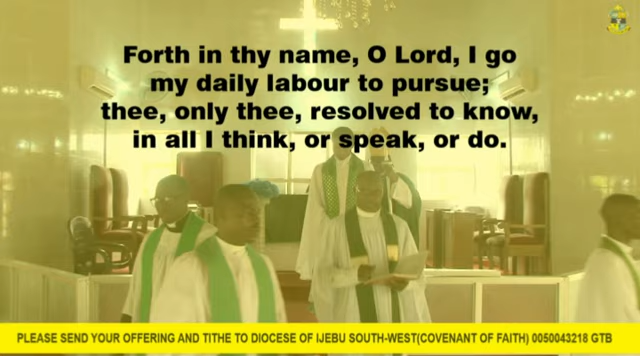 Forth in thy name, O Lord, I go
my daily labour to pursue;
thee, only thee, resolved to know,
in all I think, or speak, or do.
PLEASE SEND YOUR OFFERING AND TITHE TO DIOCESE OF IJEBU SOUTH-WEST(COVENANT OF FAITH) 0050043218 GTB